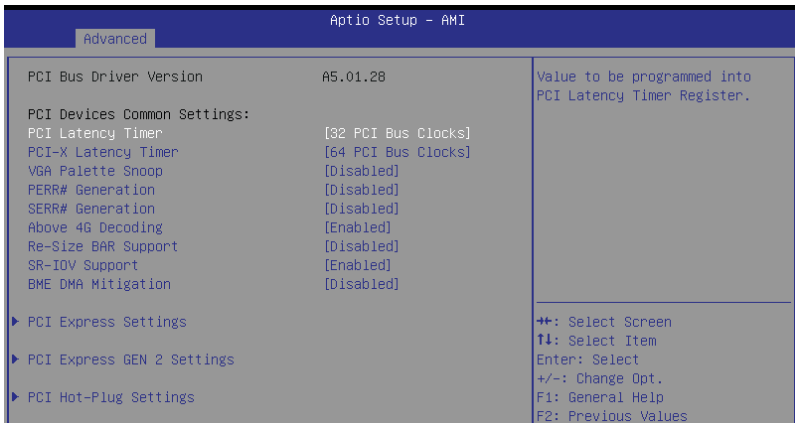 Aptio Setup - AMI
Advanced
PCI Bus Driver Version A5.01.28
PCI Devices Common Settings:
PCI Latency Timer [32 PCI Bus Clocks]
PCI-X Latency Timer [64 PCI Bus Clocks]
VGA Palette Snoop [Disabled]
PERR# Generation [Disabled]
SERR# Generation [Disabled]
Above 4G Decoding [Enabled]
Re-Size BAR Support [Disabled]
SR-IOV Support [Enabled]
BME DMA Mitigation [Disabled]
PCI Express Settings
PCI Express GEN 2 Settings
PCI Hot-Plug Settings
Value to be programmed into
PCI Latency Timer Register.
→←: Select Screen
↑↓: Select Item
Enter: Select
+/-: Change Opt.
F1: General Help
F2: Previous Values